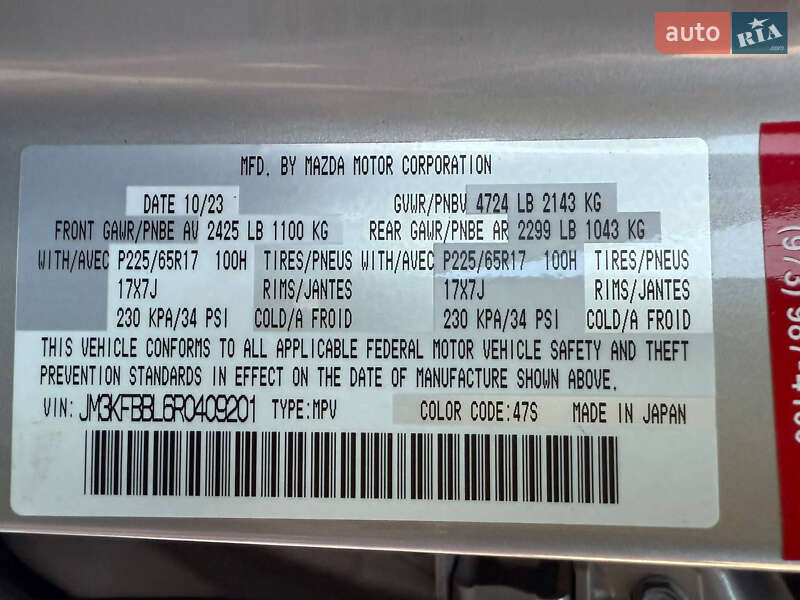 auto RIA
MFD. BY MAZDA MOTOR CORPORATION
DATE 10/23 GVWR/PNBV 4724 LB 2143 KG
FRONT GAWR/PNBE AV 2425 LB 1100 KG REAR GAWR/PNBE AR 2299 LB 1043 KG
WITH/AVEC P225/65R17 100H TIRES/PNEUS WITH/AVEC P225/65R17 100H TIRES/PNEUS
17X7J RIMS/JANTES 17X7J RIMS/JANTES
230 KPA/34 PSI COLD/A FROID 230 KPA/34 PSI COLD/A FROID
THIS VEHICLE CONFORMS TO ALL APPLICABLE FEDERAL MOTOR VEHICLE SAFETY AND THEFT
PREVENTION STANDARDS IN EFFECT ON THE DATE OF MANUFACTURE SHOWN ABOVE.
VIN: JM3KFBBL6R0409201 TYPE:MPV COLOR CODE:47S MADE IN JAPAN
(973)